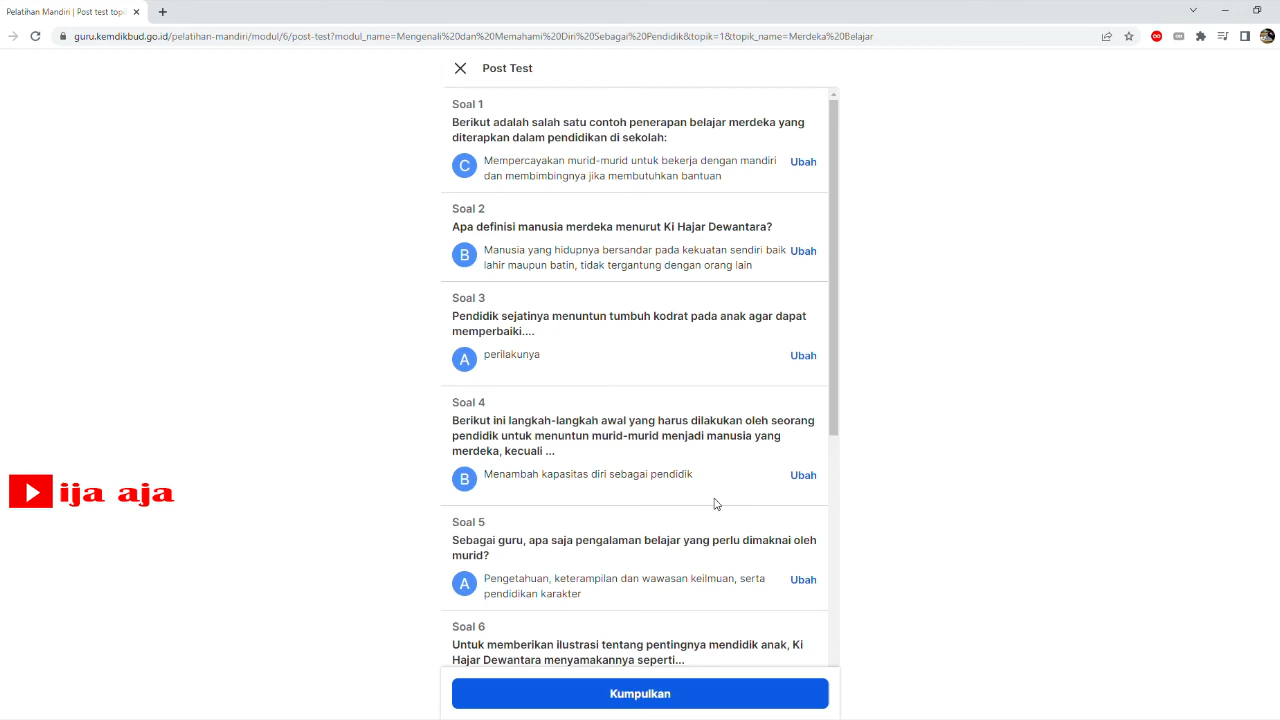 Pelatihan Mandiri | Post test topi
guru.kemdikbud.go.id/pelatihan-mandiri/modul/6/post-test?modul_name=Mengenali%20dan%20Memahami%20Diri%20Sebagai%20Pendidik&topik=1&topik_name=Merdeka%20Belajar
Post Test
Soal 1
Berikut adalah salah satu contoh penerapan belajar merdeka yang
diterapkan dalam pendidikan di sekolah:
C Mempercayakan murid-murid untuk bekerja dengan mandiri Ubah
dan membimbingnya jika membutuhkan bantuan
Soal 2
Apa definisi manusia merdeka menurut Ki Hajar Dewantara?
B Manusia yang hidupnya bersandar pada kekuatan sendiri baik Ubah
lahir maupun batin, tidak tergantung dengan orang lain
Soal 3
Pendidik sejatinya menuntun tumbuh kodrat pada anak agar dapat
memperbaiki....
A perilakunya Ubah
Soal 4
Berikut ini langkah-langkah awal yang harus dilakukan oleh seorang
pendidik untuk menuntun murid-murid menjadi manusia yang
merdeka, kecuali ...
B Menambah kapasitas diri sebagai pendidik Ubah
ija aja
Soal 5
Sebagai guru, apa saja pengalaman belajar yang perlu dimaknai oleh
murid?
A Pengetahuan, keterampilan dan wawasan keilmuan, serta Ubah
pendidikan karakter
Soal 6
Untuk memberikan ilustrasi tentang pentingnya mendidik anak, Ki
Hajar Dewantara menyamakannya seperti...
Kumpulkan